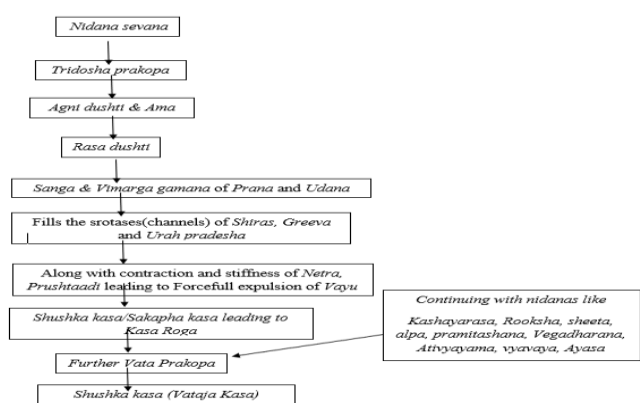 Nidana sevana
Tridosha prakopa
Agni dushti & Ama
Rasa dushti
Sanga & Vimarga gamana of Prana and Udana
Fills the srotases(channels) of Shiras, Greeva
and Urah pradesha
Along with contraction and stiffness of Netra,
Prushtaadi leading to Forcefull expulsion of Vayu
Shushka kasa/Sakapha kasa leading to
Kasa Roga
Further Vata Prakopa
Shushka kasa (Vataja Kasa)
Continuing with nidanas like
Kashayarasa, Rooksha, sheeta,
alpa, pramitashana, Vegadharana,
Ativyayama, vyavaya, Ayasa